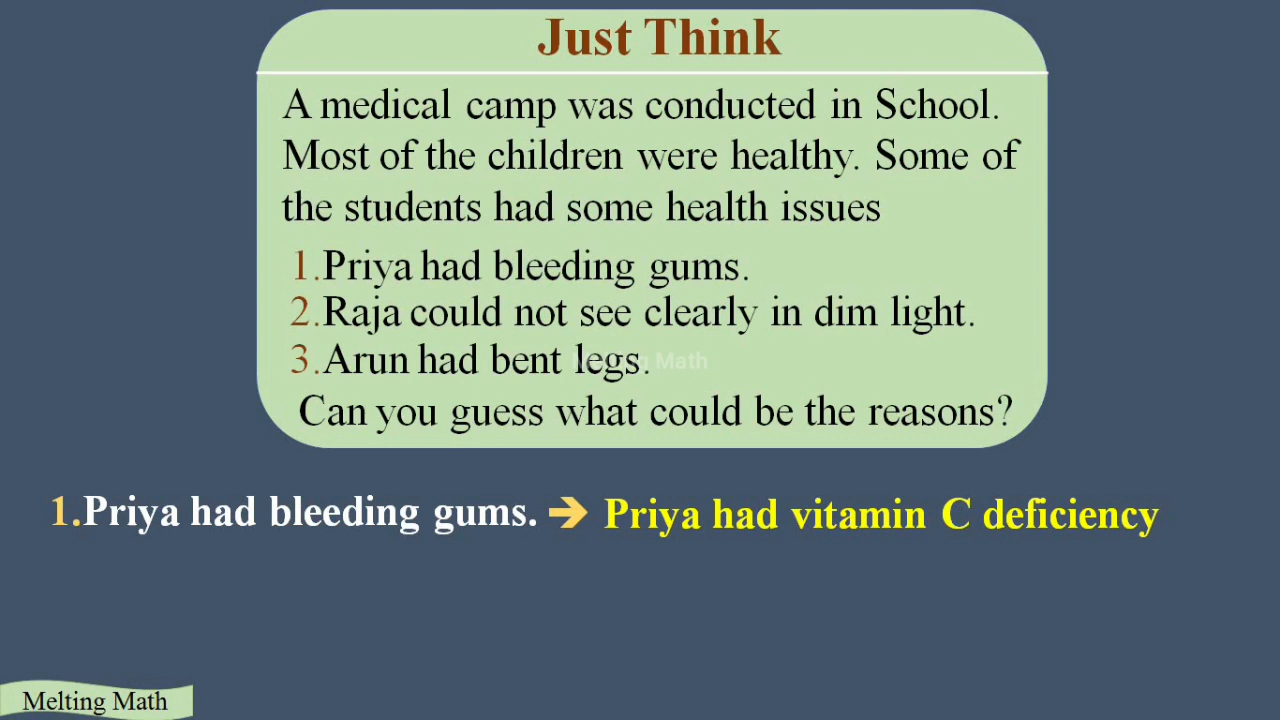 Just Think
A medical camp was conducted in School.
Most of the children were healthy. Some of
the students had some health issues
1.Priya had bleeding gums.
2.Raja could not see clearly in dim light.
3.Arun had bent legs.
Melting Math
Can you guess what could be the reasons?
1.Priya had bleeding gums. ➔ Priya had vitamin C deficiency
Melting Math